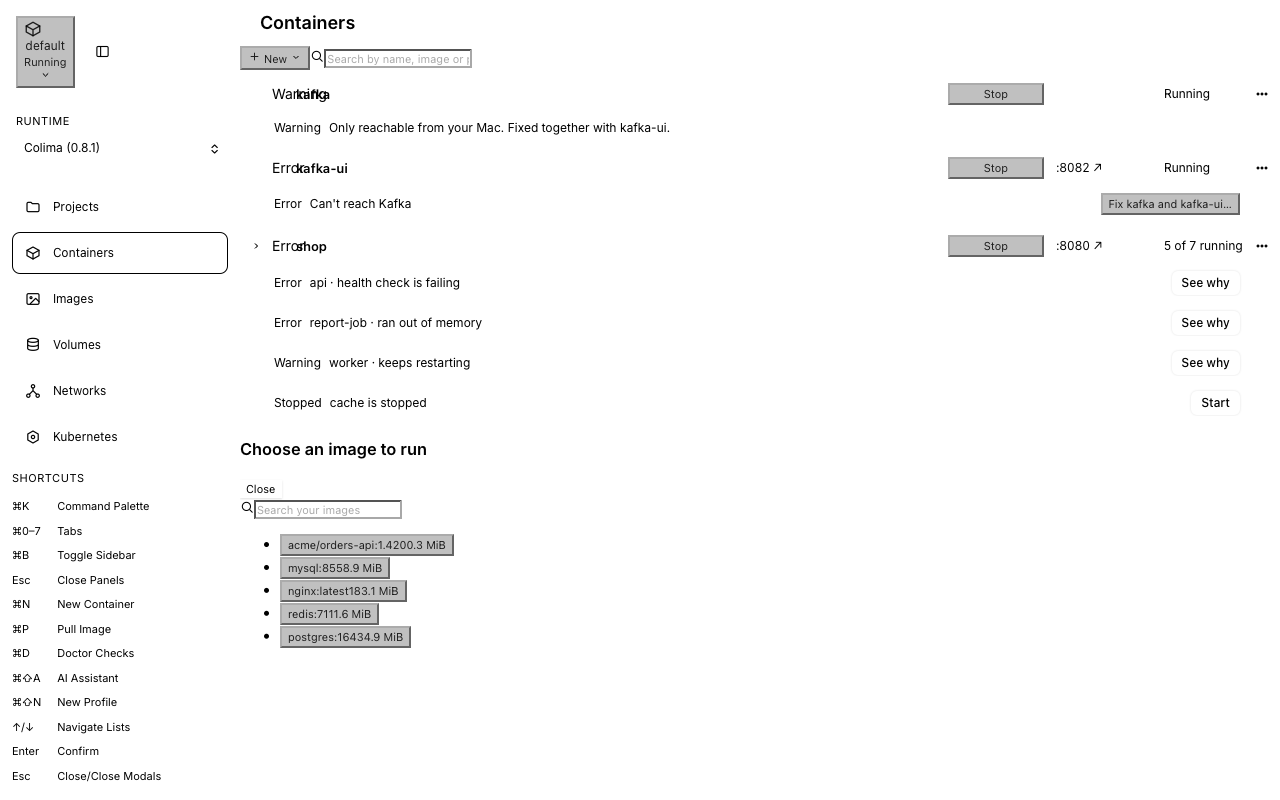 default
Running
RUNTIME
Colima (0.8.1)
Projects
Containers
Images
Volumes
Networks
Kubernetes
SHORTCUTS
⌘K Command Palette
⌘0–7 Tabs
⌘B Toggle Sidebar
Esc Close Panels
⌘N New Container
⌘P Pull Image
⌘D Doctor Checks
⌘⇧A AI Assistant
⌘⇧N New Profile
↑/↓ Navigate Lists
Enter Confirm
Esc Close/Close Modals
Containers
New Search by name, image or p
Warning kafka Stop Running
Warning Only reachable from your Mac. Fixed together with kafka-ui.
Error kafka-ui Stop :8082 ↗ Running
Error Can't reach Kafka Fix kafka and kafka-ui...
Error shop Stop :8080 ↗ 5 of 7 running
Error api · health check is failing See why
Error report-job · ran out of memory See why
Warning worker · keeps restarting See why
Stopped cache is stopped Start
Choose an image to run
Close
Search your images
acme/orders-api:1.4200.3 MiB
mysql:8558.9 MiB
nginx:latest183.1 MiB
redis:7111.6 MiB
postgres:16434.9 MiB